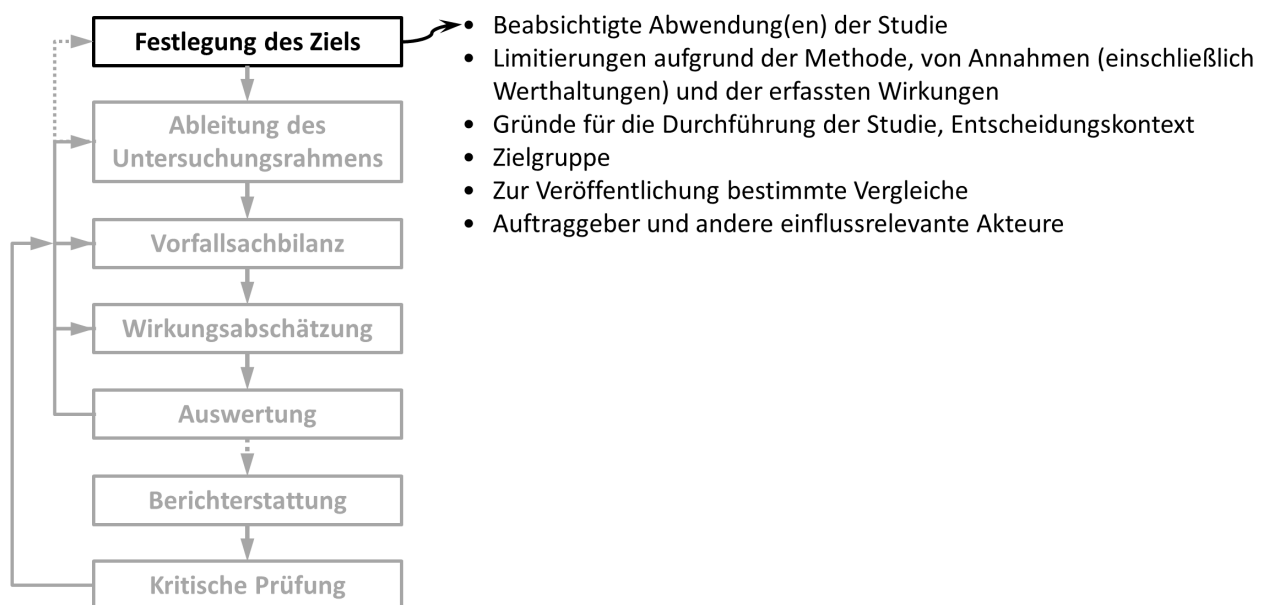 Festlegung des Ziels
Ableitung des
Untersuchungsrahmens
Vorfallsachbilanz
Wirkungsabschätzung
Auswertung
Berichterstattung
Kritische Prüfung
• Beabsichtigte Abwendung(en) der Studie
• Limitierungen aufgrund der Methode, von Annahmen (einschließlich
Werthaltungen) und der erfassten Wirkungen
• Gründe für die Durchführung der Studie, Entscheidungskontext
• Zielgruppe
• Zur Veröffentlichung bestimmte Vergleiche
• Auftraggeber und andere einflussrelevante Akteure